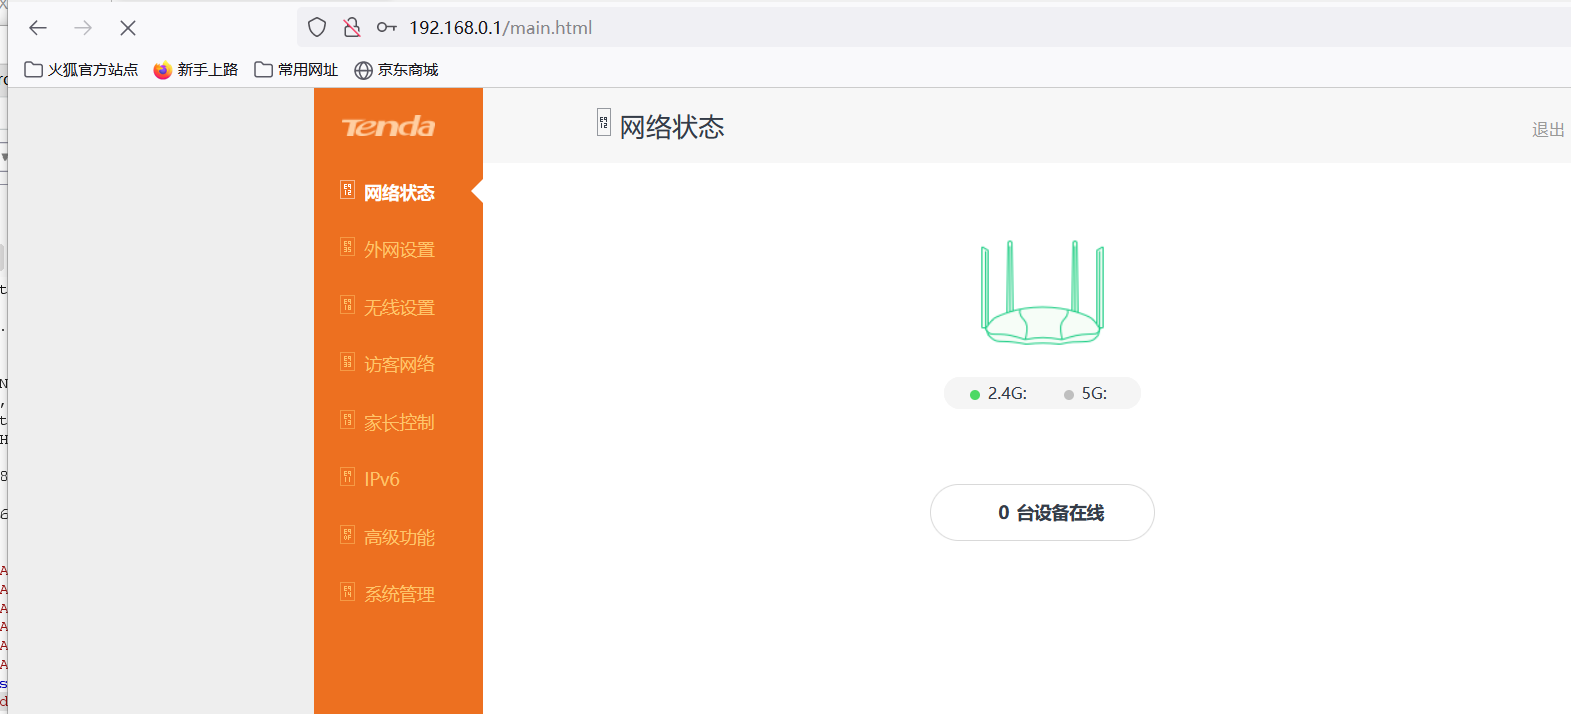 192.168.0.1/main.html
火狐官方站点 新手上路 常用网址 京东商城
Tenda
网络状态
退出
网络状态
外网设置
无线设置
访客网络
家长控制
IPv6
高级功能
系统管理
2.4G: 5G:
0 台设备在线